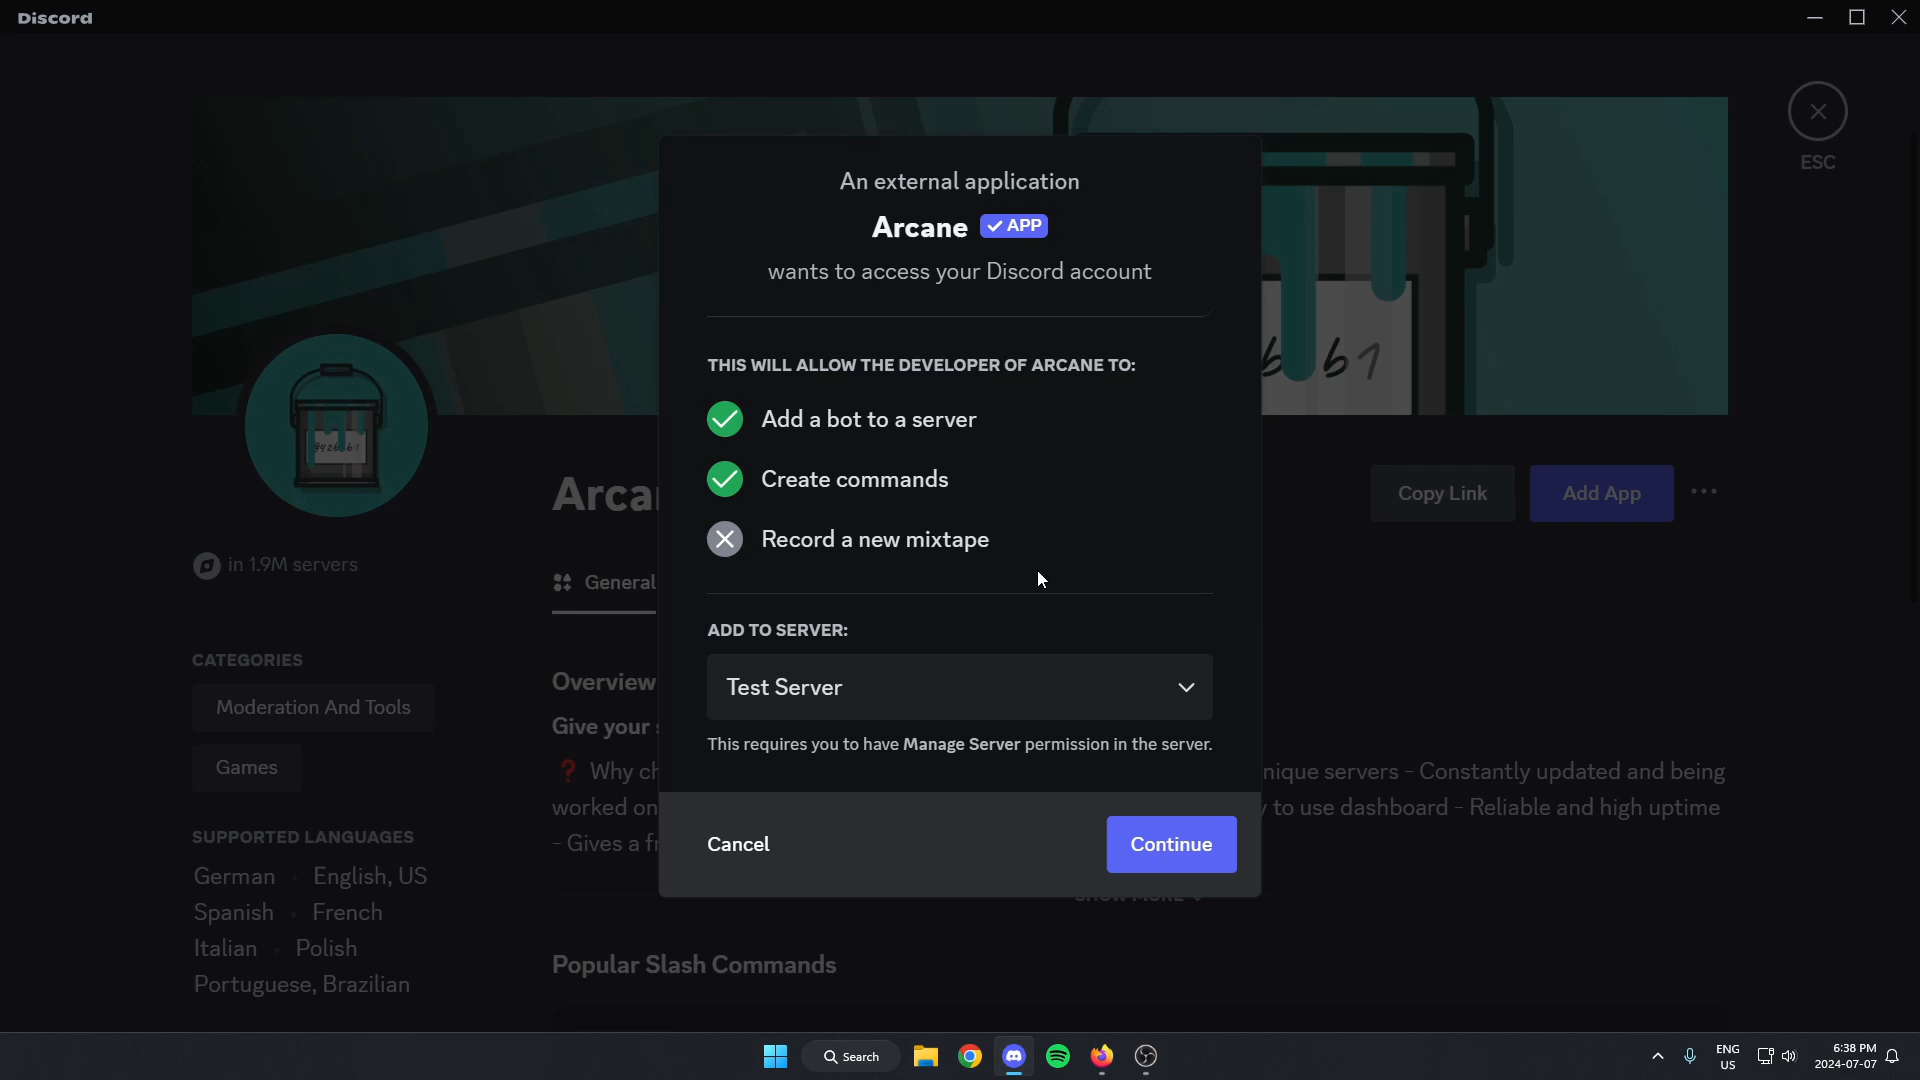 Discord
ESC
An external application
Arcane ✓ APP
wants to access your Discord account
THIS WILL ALLOW THE DEVELOPER OF ARCANE TO:
Add a bot to a server
Create commands
Record a new mixtape
ADD TO SERVER:
Test Server
This requires you to have Manage Server permission in the server.
Cancel
Continue
Copy Link
Add App
in 1.9M servers
General
CATEGORIES
Moderation And Tools
Games
SUPPORTED LANGUAGES
German · English, US
Spanish · French
Italian · Polish
Portuguese, Brazilian
Overview
Give your
❓ Why servers - Constantly updated and being
worked on to use dashboard - Reliable and high uptime
- Gives a
Popular Slash Commands
Search
ENG
US
6:38 PM
2024-07-07